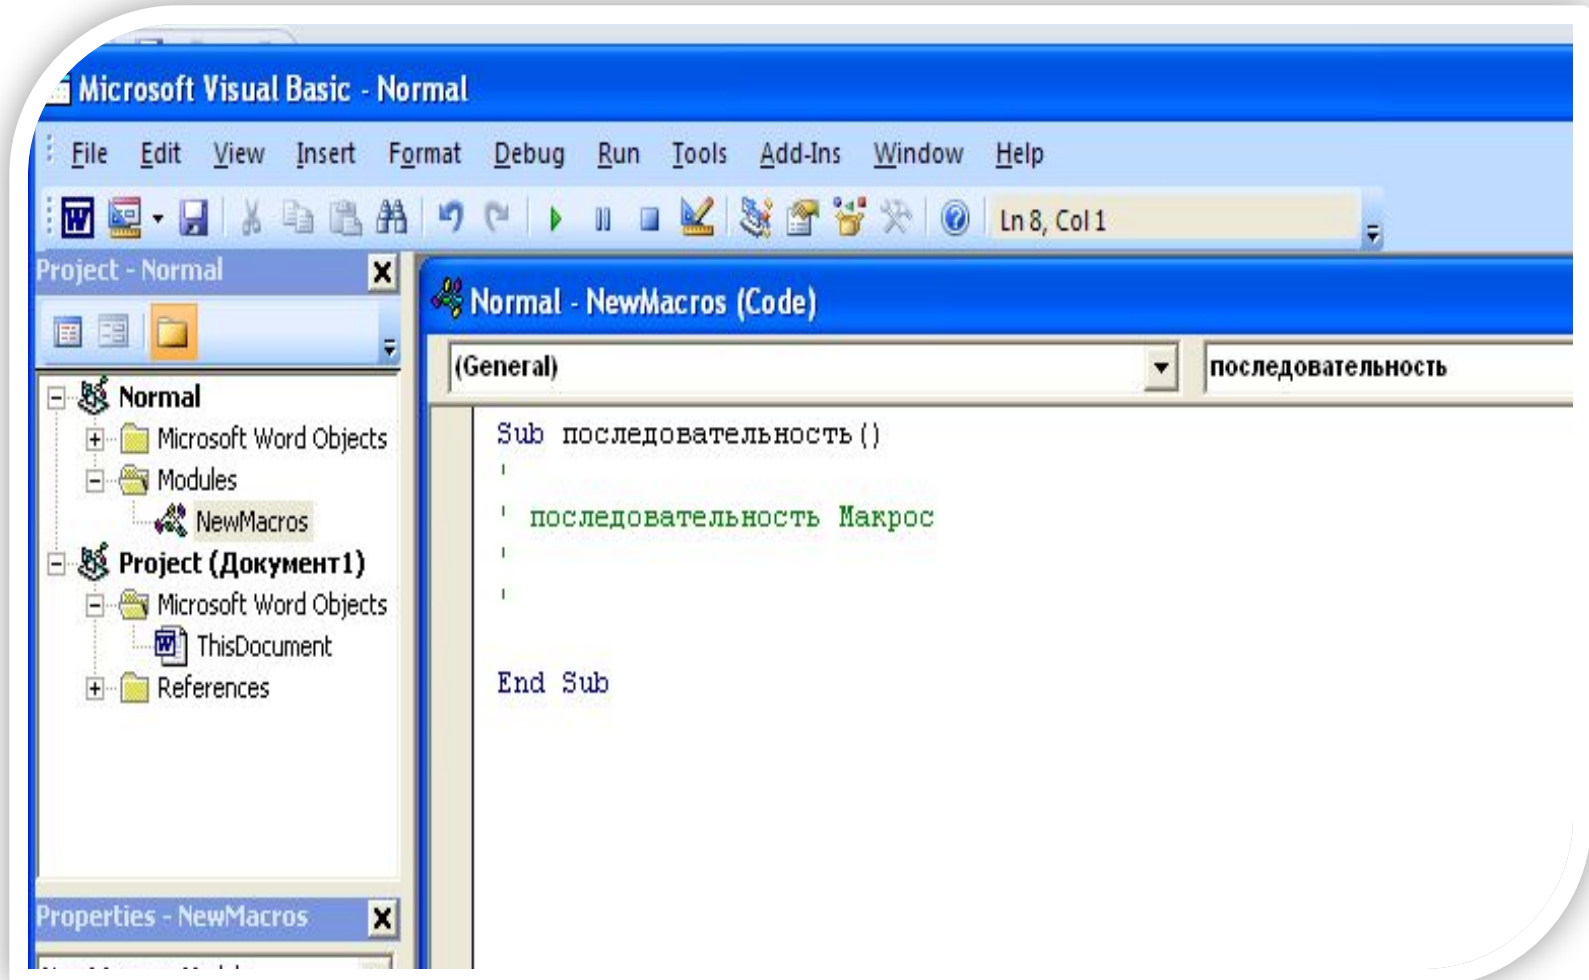 Microsoft Visual Basic - Normal
File Edit View Insert Format Debug Run Tools Add-Ins Window Help
Ln 8, Col 1
Project - Normal
Normal
Microsoft Word Objects
Modules
NewMacros
Project (Документ1)
Microsoft Word Objects
ThisDocument
References
Properties - NewMacros
Normal - NewMacros (Code)
(General)
последовательность
Sub последовательность()
'
' последовательность Макрос
'
'
End Sub